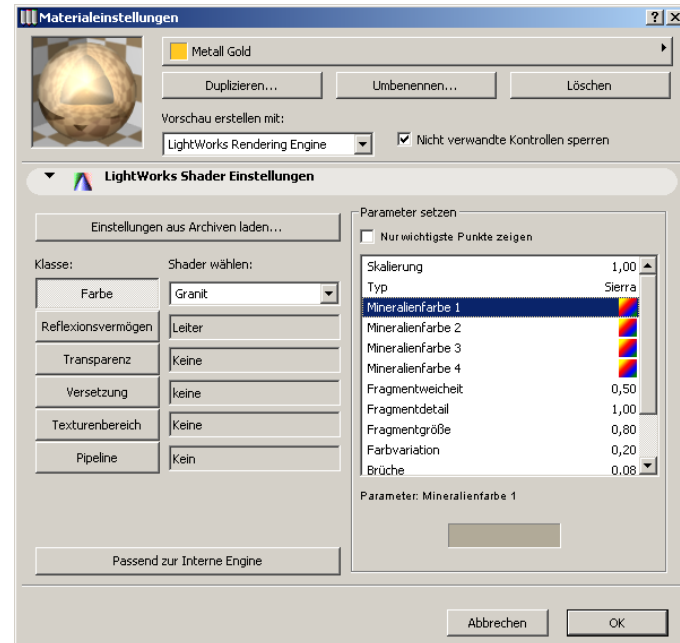 Materialeinstellungen
Metall Gold
Duplizieren...
Umbenennen...
Löschen
Vorschau erstellen mit:
LightWorks Rendering Engine
Nicht verwandte Kontrollen sperren
LightWorks Shader Einstellungen
Einstellungen aus Archiven laden...
Klasse:
Shader wählen:
Farbe
Granit
Reflexionsvermögen
Leiter
Transparenz
Keine
Versetzung
keine
Texturenbereich
Keine
Pipeline
Kein
Passend zur Interne Engine
Parameter setzen
Nur wichtigste Punkte zeigen
Skalierung 1,00
Typ Sierra
Mineralienfarbe 1
Mineralienfarbe 2
Mineralienfarbe 3
Mineralienfarbe 4
Fragmentweicheit 0,50
Fragmentdetail 1,00
Fragmentgröße 0,80
Farbvariation 0,20
Brüche 0.08
Parameter: Mineralienfarbe 1
Abbrechen
OK